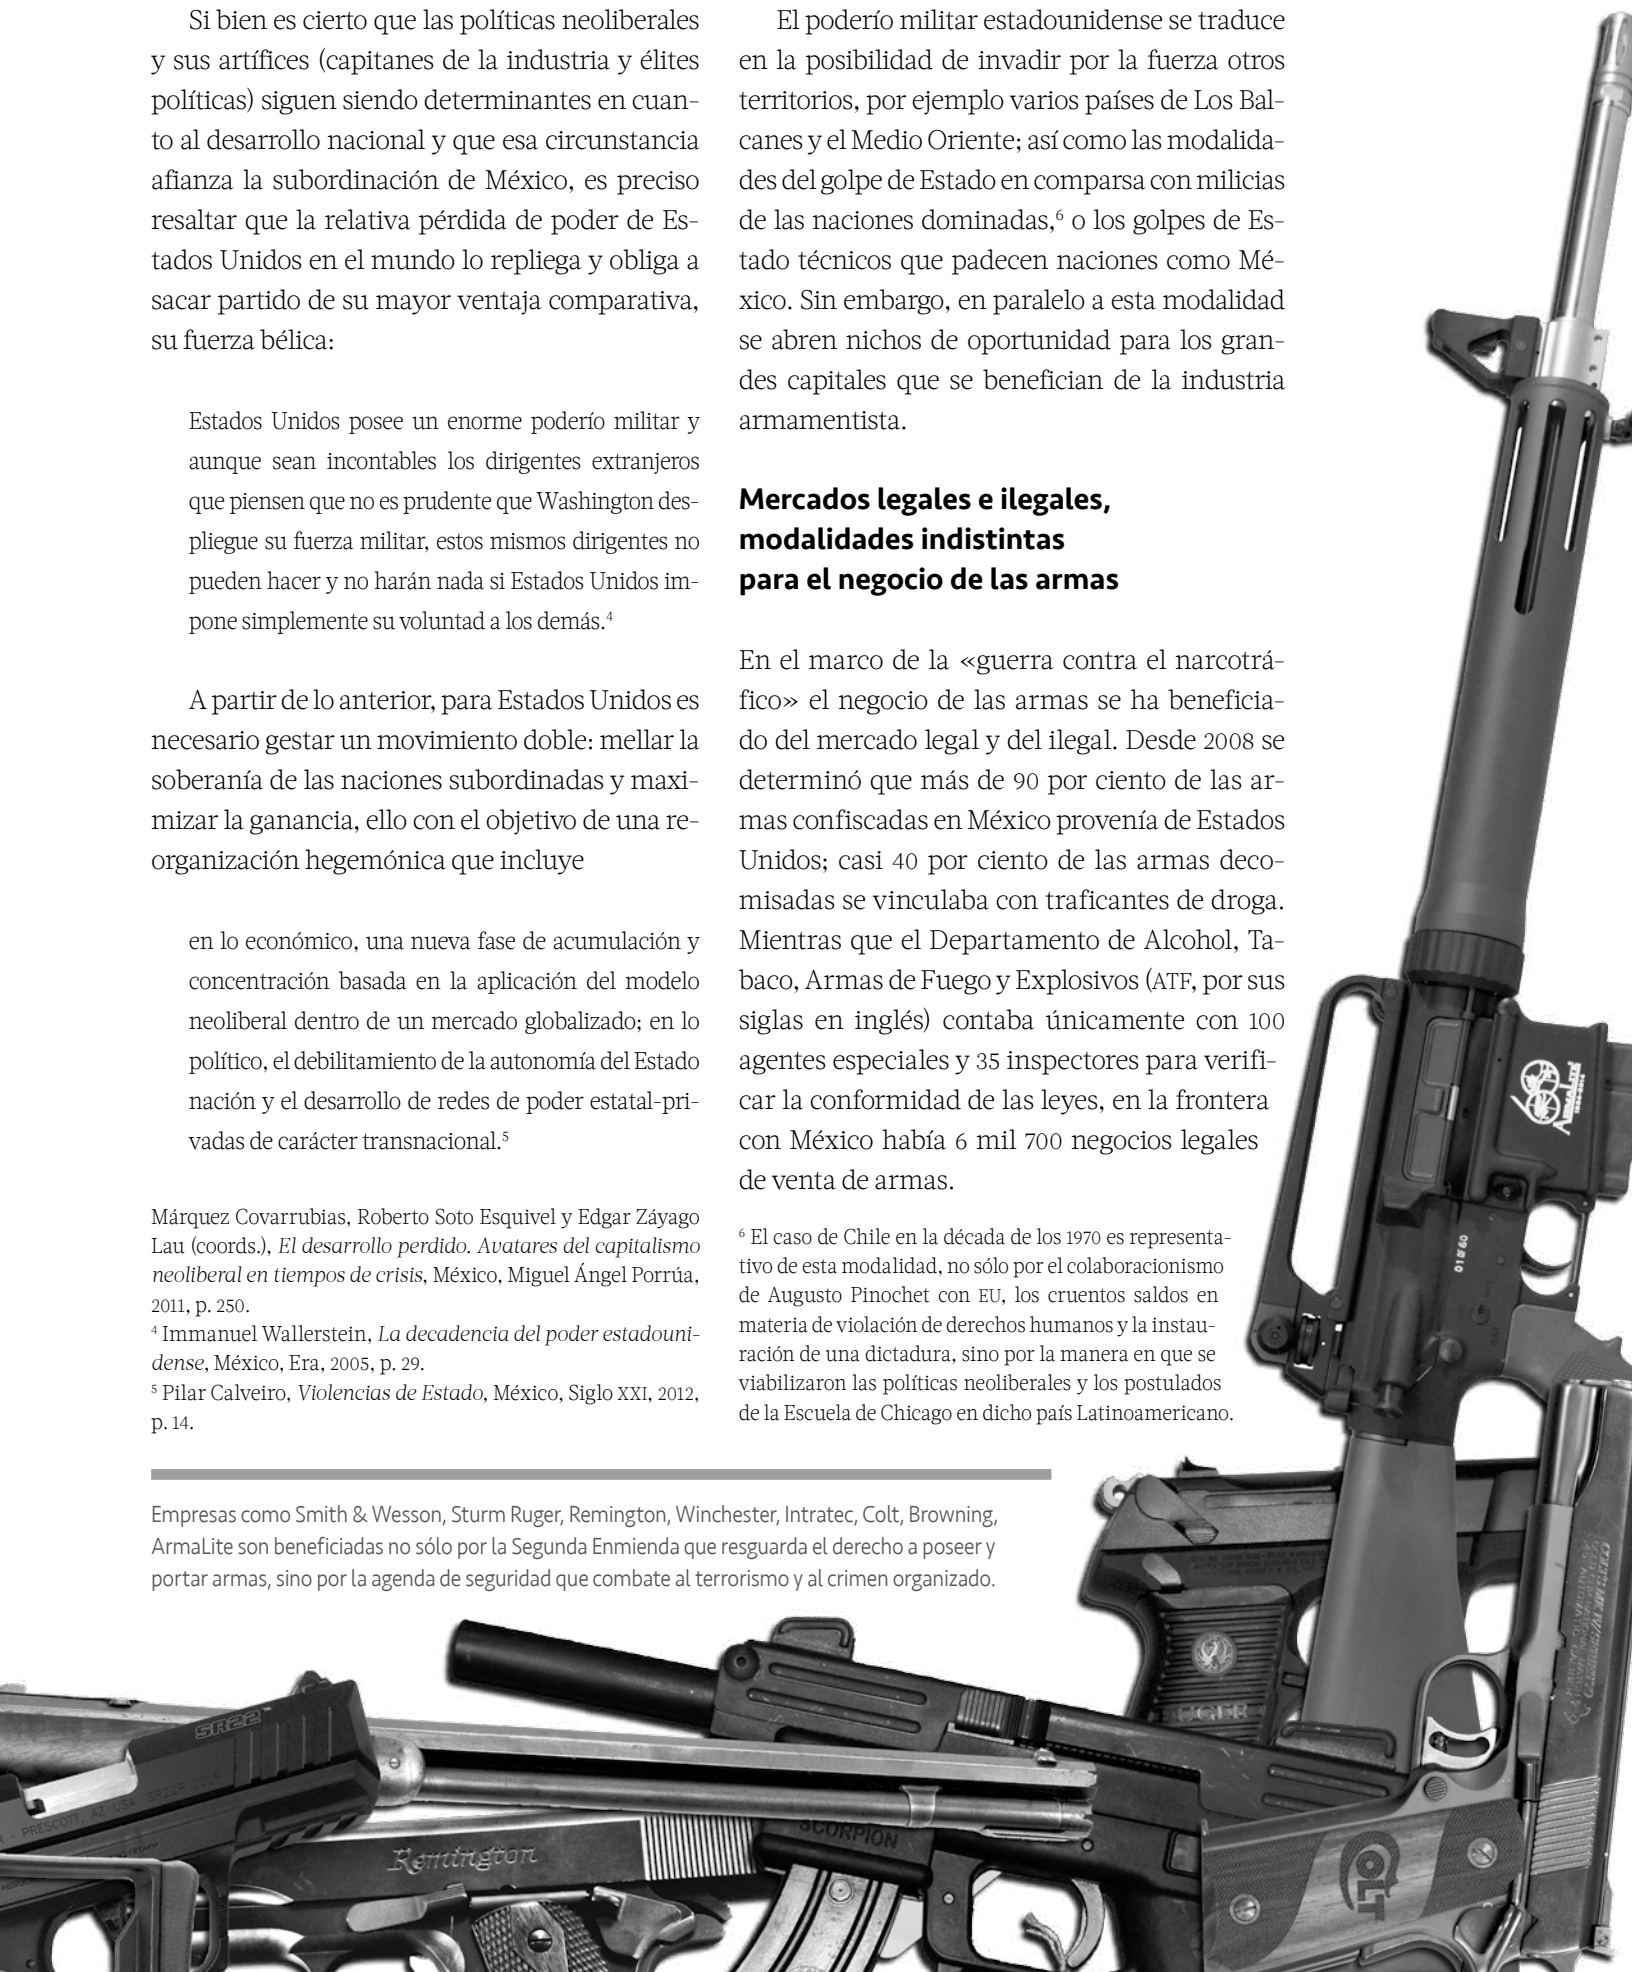 Si bien es cierto que las políticas neoliberales
y sus artífices (capitanes de la industria y élites
políticas) siguen siendo determinantes en cuan-
to al desarrollo nacional y que esa circunstancia
afianza la subordinación de México, es preciso
resaltar que la relativa pérdida de poder de Es-
tados Unidos en el mundo lo repliega y obliga a
sacar partido de su mayor ventaja comparativa,
su fuerza bélica:
Estados Unidos posee un enorme poderío militar y
aunque sean incontables los dirigentes extranjeros
que piensen que no es prudente que Washington des-
pliegue su fuerza militar, estos mismos dirigentes no
pueden hacer y no harán nada si Estados Unidos im-
pone simplemente su voluntad a los demás.⁴
A partir de lo anterior, para Estados Unidos es
necesario gestar un movimiento doble: mellar la
soberanía de las naciones subordinadas y maxi-
mizar la ganancia, ello con el objetivo de una re-
organización hegemónica que incluye
en lo económico, una nueva fase de acumulación y
concentración basada en la aplicación del modelo
neoliberal dentro de un mercado globalizado; en lo
político, el debilitamiento de la autonomía del Estado
nación y el desarrollo de redes de poder estatal-pri-
vadas de carácter transnacional.⁵
Márquez Covarrubias, Roberto Soto Esquivel y Edgar Záyago
Lau (coords.), El desarrollo perdido. Avatares del capitalismo
neoliberal en tiempos de crisis, México, Miguel Ángel Porrúa,
2011, p. 250.
⁴ Immanuel Wallerstein, La decadencia del poder estadouni-
dense, México, Era, 2005, p. 29.
⁵ Pilar Calveiro, Violencias de Estado, México, Siglo XXI, 2012,
p. 14.
El poderío militar estadounidense se traduce
en la posibilidad de invadir por la fuerza otros
territorios, por ejemplo varios países de Los Bal-
canes y el Medio Oriente; así como las modalida-
des del golpe de Estado en comparsa con milicias
de las naciones dominadas,⁶ o los golpes de Es-
tado técnicos que padecen naciones como Mé-
xico. Sin embargo, en paralelo a esta modalidad
se abren nichos de oportunidad para los gran-
des capitales que se benefician de la industria
armamentista.
Mercados legales e ilegales,
modalidades indistintas
para el negocio de las armas
En el marco de la «guerra contra el narcotrá-
fico» el negocio de las armas se ha beneficia-
do del mercado legal y del ilegal. Desde 2008 se
determinó que más de 90 por ciento de las ar-
mas confiscadas en México provenía de Estados
Unidos; casi 40 por ciento de las armas deco-
misadas se vinculaba con traficantes de droga.
Mientras que el Departamento de Alcohol, Ta-
baco, Armas de Fuego y Explosivos (ATF, por sus
siglas en inglés) contaba únicamente con 100
agentes especiales y 35 inspectores para verifi-
car la conformidad de las leyes, en la frontera
con México había 6 mil 700 negocios legales
de venta de armas.
⁶ El caso de Chile en la década de los 1970 es representa-
tivo de esta modalidad, no sólo por el colaboracionismo
de Augusto Pinochet con EU, los cruentos saldos en
materia de violación de derechos humanos y la instau-
ración de una dictadura, sino por la manera en que se
viabilizaron las políticas neoliberales y los postulados
de la Escuela de Chicago en dicho país Latinoamericano.
Empresas como Smith & Wesson, Sturm Ruger, Remington, Winchester, Intratec, Colt, Browning,
ArmaLite son beneficiadas no sólo por la Segunda Enmienda que resguarda el derecho a poseer y
portar armas, sino por la agenda de seguridad que combate al terrorismo y al crimen organizado.
60
ARMALITE
01 OF 60
RUGER
SR22™
PRESCOTT, AZ USA
Remington
SCORPION
COLT